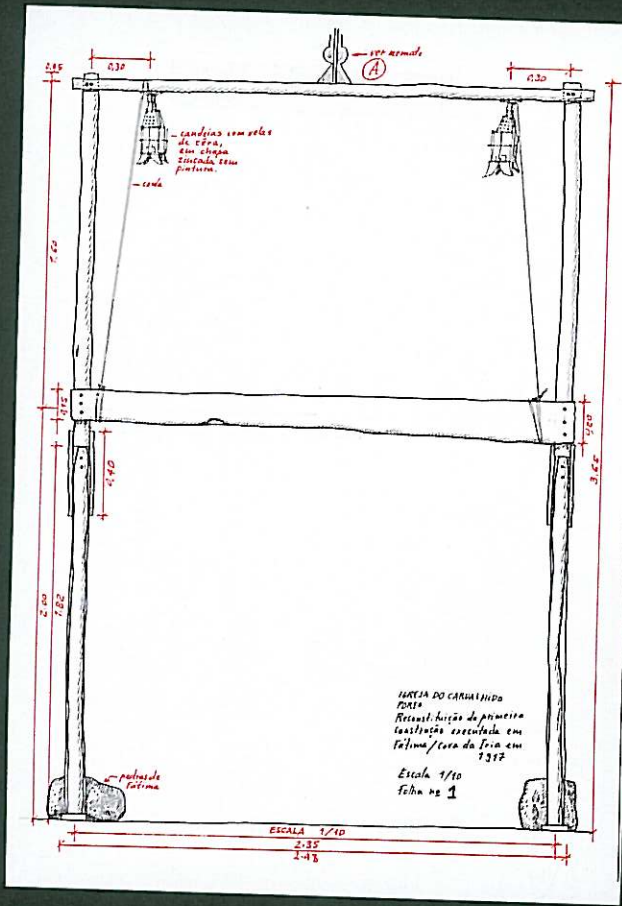 0,30
ver remate
A
0,30
candeias com velas
de cêra,
em chapa
zincada sem
pintura.
corda
1.60
0,15
0,20
0,40
3.65
2.00
1.82
IGREJA DO CARVALHIDO
PORTO
Reconstituição da primeira
construção executada em
Fátima / Cova da Iria em
1917
Escala 1/10
Folha nº 1
pedras de
Fátima
ESCALA 1/10
2.35
2.48